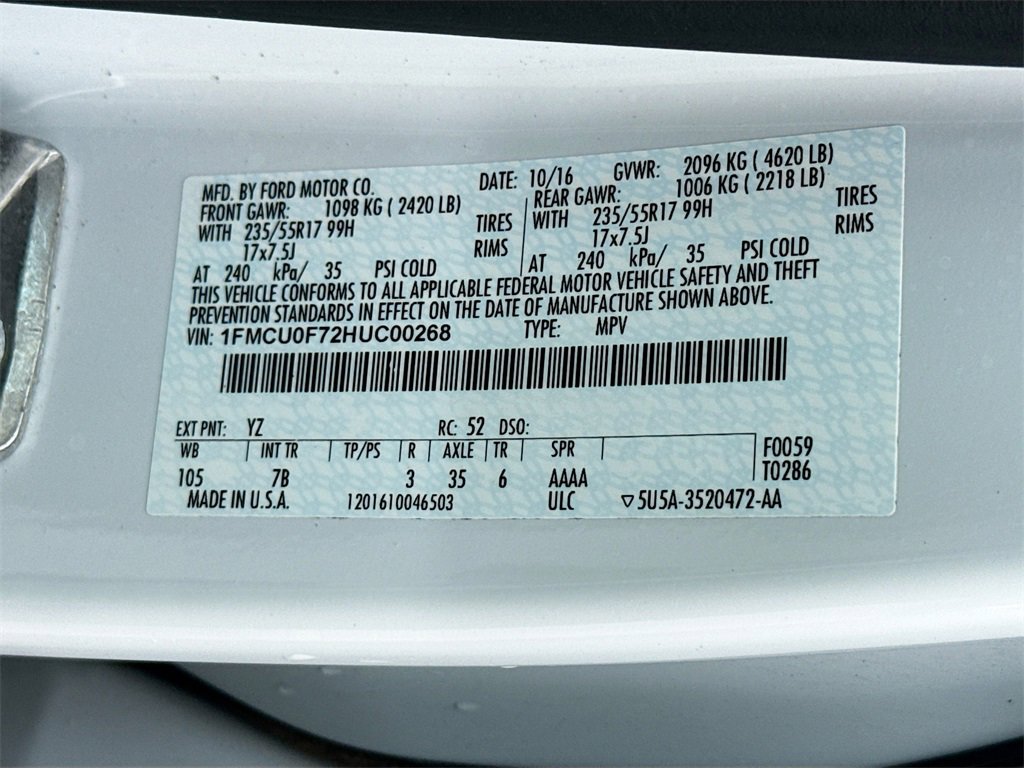 MFD. BY FORD MOTOR CO. DATE: 10/16 GVWR: 2096 KG ( 4620 LB)
FRONT GAWR: 1098 KG ( 2420 LB) REAR GAWR: 1006 KG ( 2218 LB)
WITH 235/55R17 99H TIRES WITH 235/55R17 99H TIRES
17x7.5J RIMS 17x7.5J RIMS
AT 240 kPa/ 35 PSI COLD AT 240 kPa/ 35 PSI COLD
THIS VEHICLE CONFORMS TO ALL APPLICABLE FEDERAL MOTOR VEHICLE SAFETY AND THEFT
PREVENTION STANDARDS IN EFFECT ON THE DATE OF MANUFACTURE SHOWN ABOVE.
VIN: 1FMCU0F72HUC00268 TYPE: MPV
EXT PNT: YZ RC: 52 DSO:
WB INT TR TP/PS R AXLE TR SPR F0059
105 7B 3 35 6 AAAA T0286
MADE IN U.S.A. 1201610046503 ULC ▽5U5A-3520472-AA